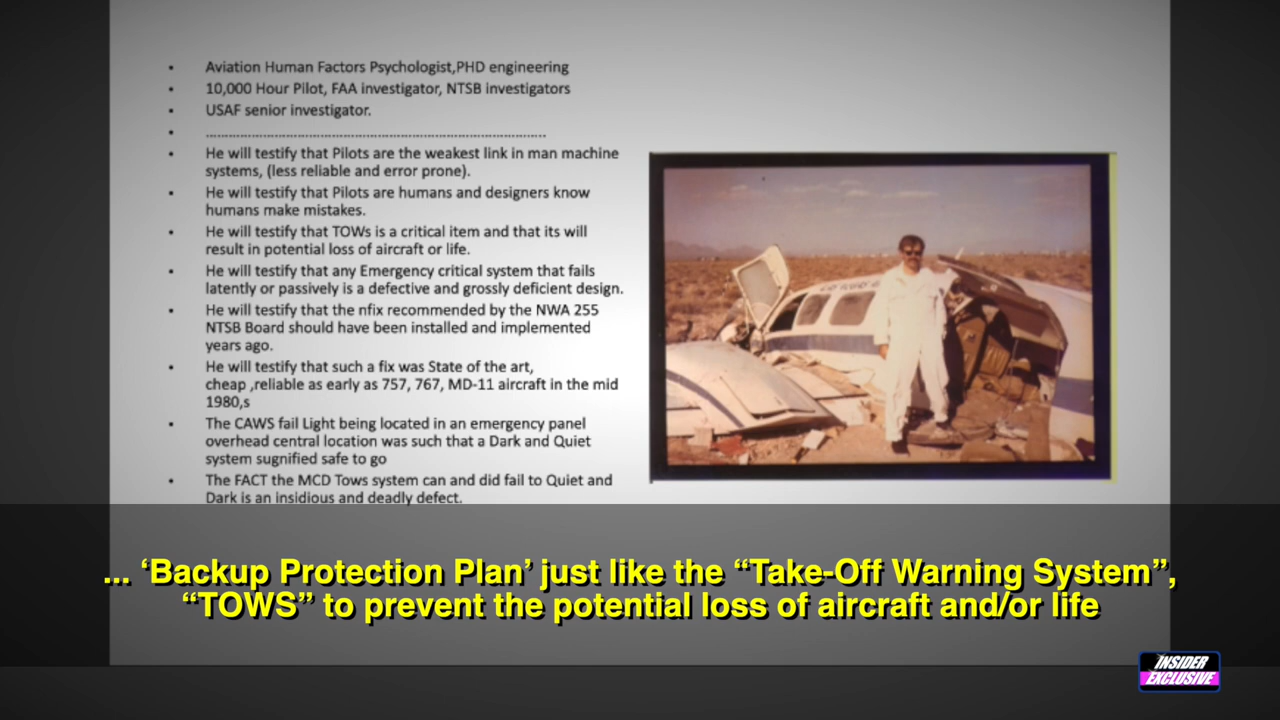 • Aviation Human Factors Psychologist,PHD engineering
• 10,000 Hour Pilot, FAA investigator, NTSB investigators
• USAF senior investigator.
• ......................................................................................
• He will testify that Pilots are the weakest link in man machine
systems, (less reliable and error prone).
• He will testify that Pilots are humans and designers know
humans make mistakes.
• He will testify that TOWs is a critical item and that its will
result in potential loss of aircraft or life.
• He will testify that any Emergency critical system that fails
latently or passively is a defective and grossly deficient design.
• He will testify that the nfix recommended by the NWA 255
NTSB Board should have been installed and implemented
years ago.
• He will testify that such a fix was State of the art,
cheap ,reliable as early as 757, 767, MD-11 aircraft in the mid
1980,s
• The CAWS fail Light being located in an emergency panel
overhead central location was such that a Dark and Quiet
system sugnified safe to go
• The FACT the MCD Tows system can and did fail to Quiet and
Dark is an insidious and deadly defect.
... ‘Backup Protection Plan’ just like the “Take-Off Warning System”,
“TOWS” to prevent the potential loss of aircraft and/or life
INSIDER
EXCLUSIVE